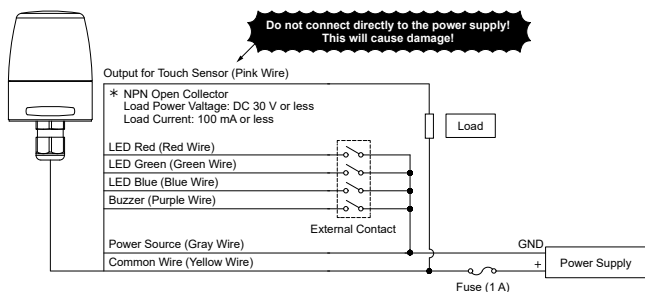 Do not connect directly to the power supply!
This will cause damage!
Output for Touch Sensor (Pink Wire)
* NPN Open Collector
Load Power Valtage: DC 30 V or less
Load Current: 100 mA or less
Load
LED Red (Red Wire)
LED Green (Green Wire)
LED Blue (Blue Wire)
Buzzer (Purple Wire)
External Contact
Power Source (Gray Wire)
GND
Common Wire (Yellow Wire)
+
Power Supply
Fuse (1 A)